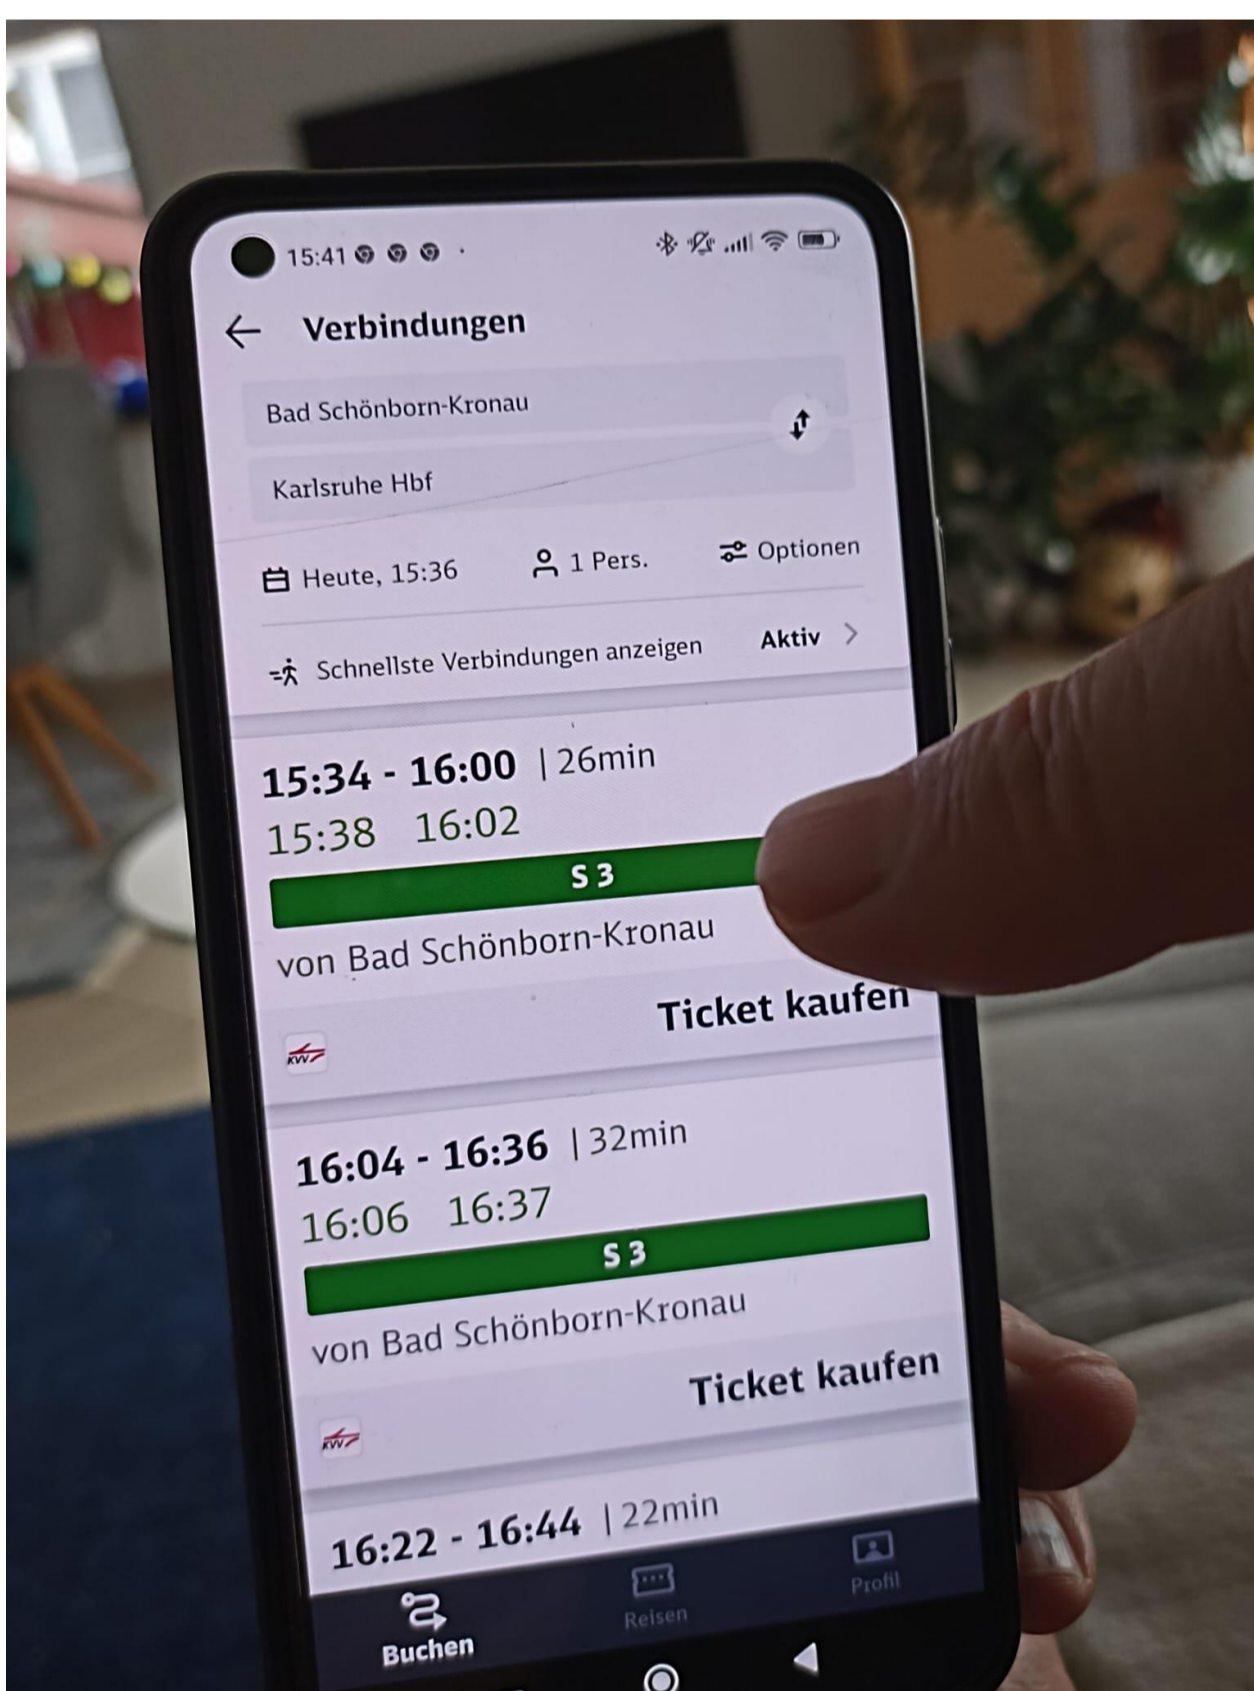 15:41
Verbindungen
Bad Schönborn-Kronau
Karlsruhe Hbf
Heute, 15:36 1 Pers. Optionen
Schnellste Verbindungen anzeigen Aktiv
15:34 - 16:00 | 26min
15:38 16:02
S 3
von Bad Schönborn-Kronau
Ticket kaufen
KVV
16:04 - 16:36 | 32min
16:06 16:37
S 3
von Bad Schönborn-Kronau
Ticket kaufen
KVV
16:22 - 16:44 | 22min
Buchen Reisen Profil